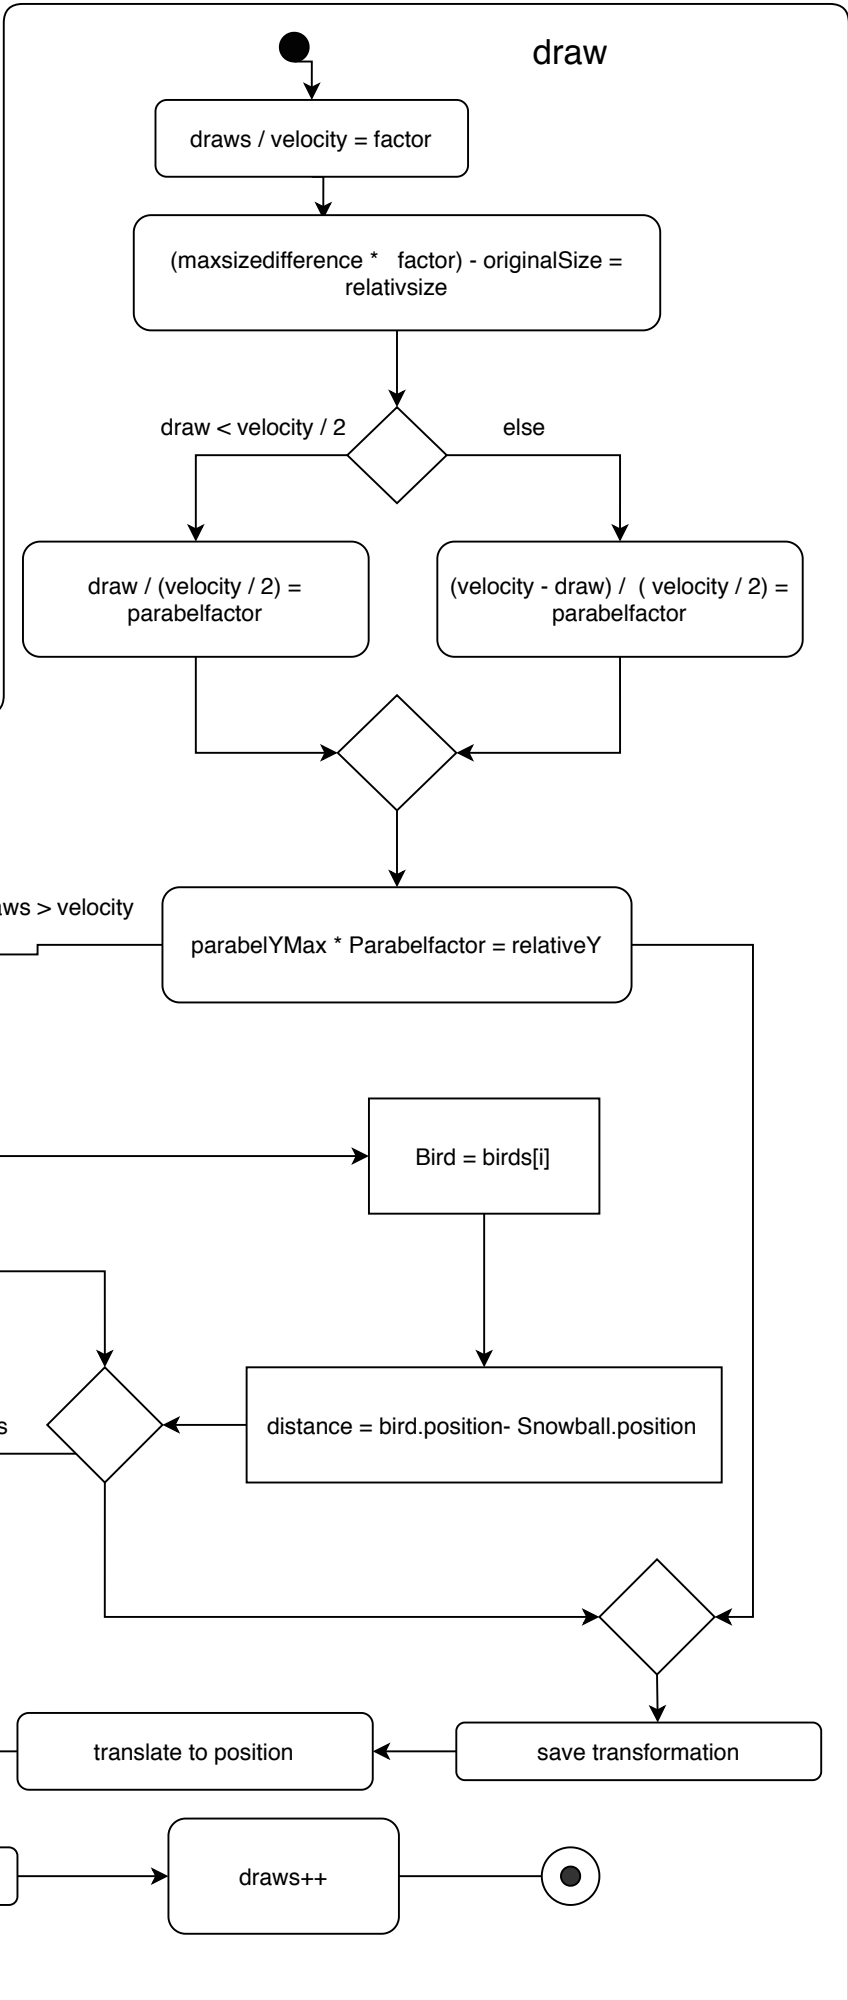 draw
draws / velocity = factor
(maxsizedifference * factor) - originalSize =
relativsize
draw < velocity / 2
else
draw / (velocity / 2) =
parabelfactor
(velocity - draw) / ( velocity / 2) =
parabelfactor
> velocity
parabelYMax * Parabelfactor = relativeY
Bird = birds[i]
distance = bird.position- Snowball.position
translate to position
save transformation
draws++